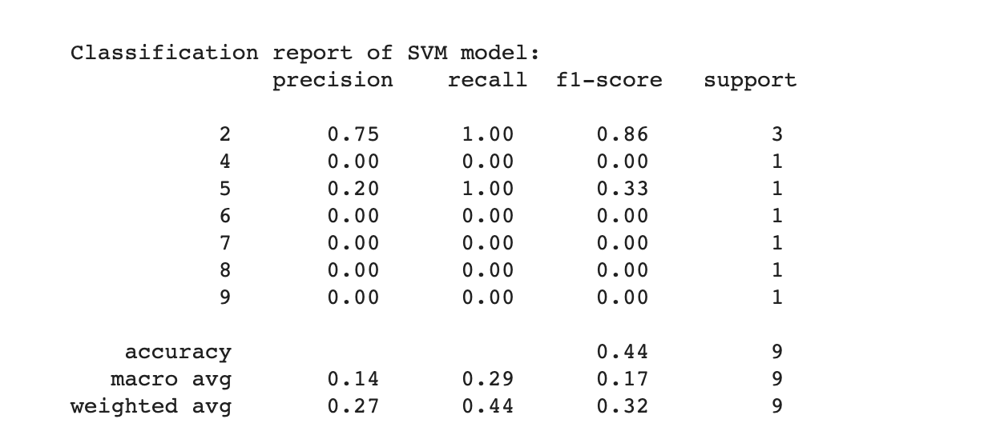 Classification report of SVM model:
precision recall f1-score support
2 0.75 1.00 0.86 3
4 0.00 0.00 0.00 1
5 0.20 1.00 0.33 1
6 0.00 0.00 0.00 1
7 0.00 0.00 0.00 1
8 0.00 0.00 0.00 1
9 0.00 0.00 0.00 1
accuracy 0.44 9
macro avg 0.14 0.29 0.17 9
weighted avg 0.27 0.44 0.32 9